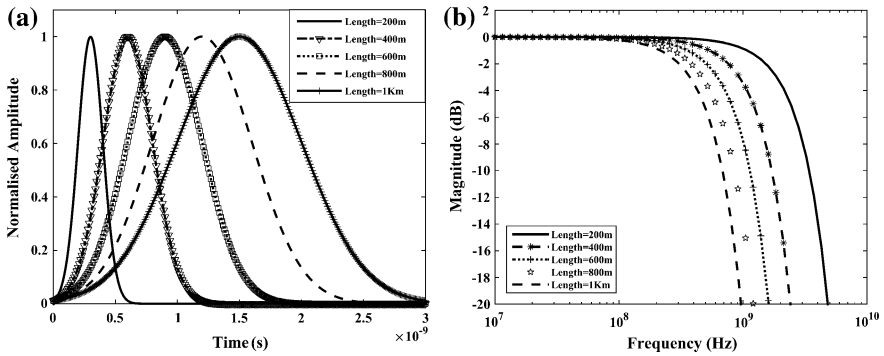 (a)
Normalised Amplitude
1
0.8
0.6
0.4
0.2
0
0 0.5 1 1.5 2 2.5 3
×10⁻⁹
Time (s)
Length=200m
Length=400m
Length=600m
Length=800m
Length=1Km
(b)
Magnitude (dB)
2
0
-2
-4
-6
-8
-10
-12
-14
-16
-18
-20
10⁷ 10⁸ 10⁹ 10¹⁰
Frequency (Hz)
Length=200m
Length=400m
Length=600m
Length=800m
Length=1Km